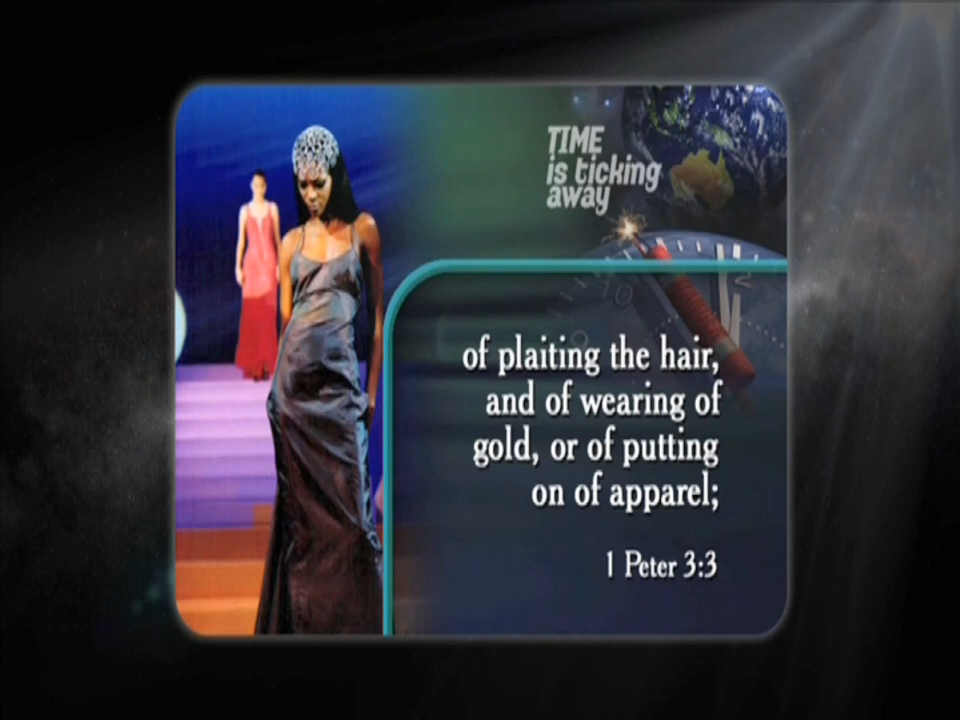 TIME
is ticking
away
of plaiting the hair,
and of wearing of
gold, or of putting
on of apparel;
1 Peter 3:3